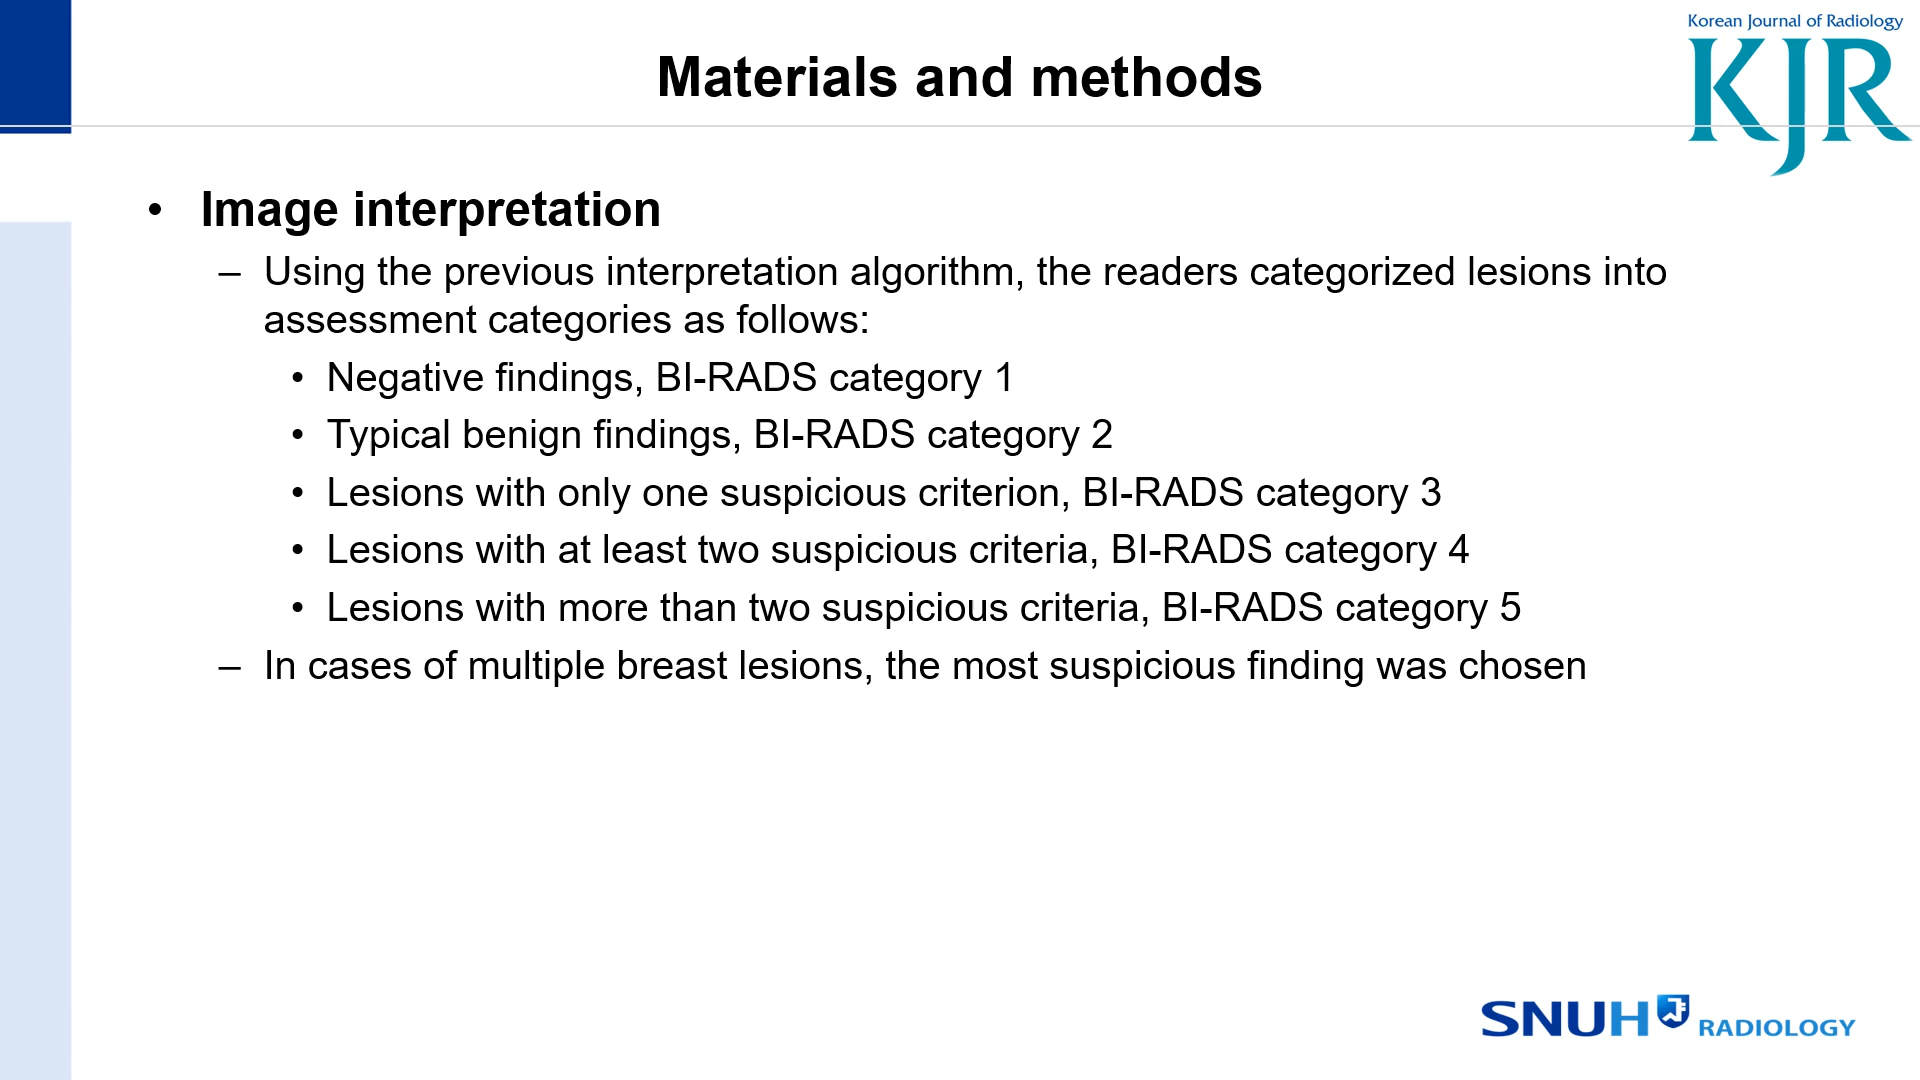 Korean Journal of Radiology
KJR
Materials and methods
• Image interpretation
– Using the previous interpretation algorithm, the readers categorized lesions into
assessment categories as follows:
• Negative findings, BI-RADS category 1
• Typical benign findings, BI-RADS category 2
• Lesions with only one suspicious criterion, BI-RADS category 3
• Lesions with at least two suspicious criteria, BI-RADS category 4
• Lesions with more than two suspicious criteria, BI-RADS category 5
– In cases of multiple breast lesions, the most suspicious finding was chosen
SNUH RADIOLOGY